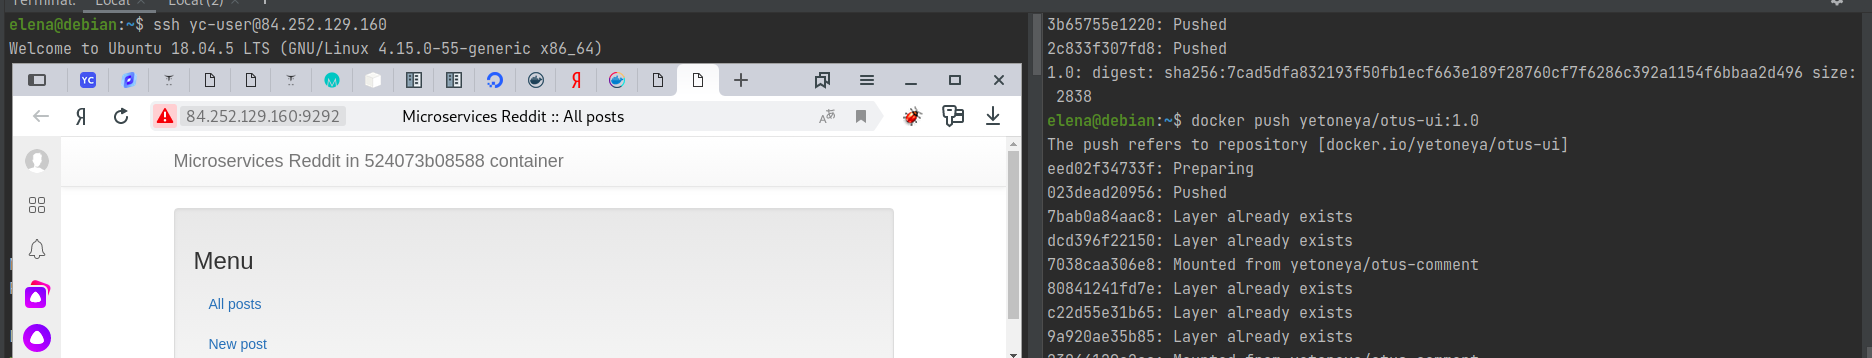 Terminal: Local × Local (2) × +
elena@debian:~$ ssh yc-user@84.252.129.160
Welcome to Ubuntu 18.04.5 LTS (GNU/Linux 4.15.0-55-generic x86_64)
YC
Я
Я 84.252.129.160:9292 Microservices Reddit :: All posts
Microservices Reddit in 524073b08588 container
Menu
All posts
New post
3b65755e1220: Pushed
2c833f307fd8: Pushed
1.0: digest: sha256:7cad5dfa832193f50fb1ecf663e189f28760cf7f6286c392a1154f6bbaa2d496 size:
2838
elena@debian:~$ docker push yetoneya/otus-ui:1.0
The push refers to repository [docker.io/yetoneya/otus-ui]
eed02f34733f: Preparing
023dead20956: Pushed
7bab0a84aac8: Layer already exists
dcd396f22150: Layer already exists
7038caa306e8: Mounted from yetoneya/otus-comment
80841241fd7e: Layer already exists
c22d55e31b65: Layer already exists
9a920ae35b85: Layer already exists
Mounted from yetoneya/otus-comment